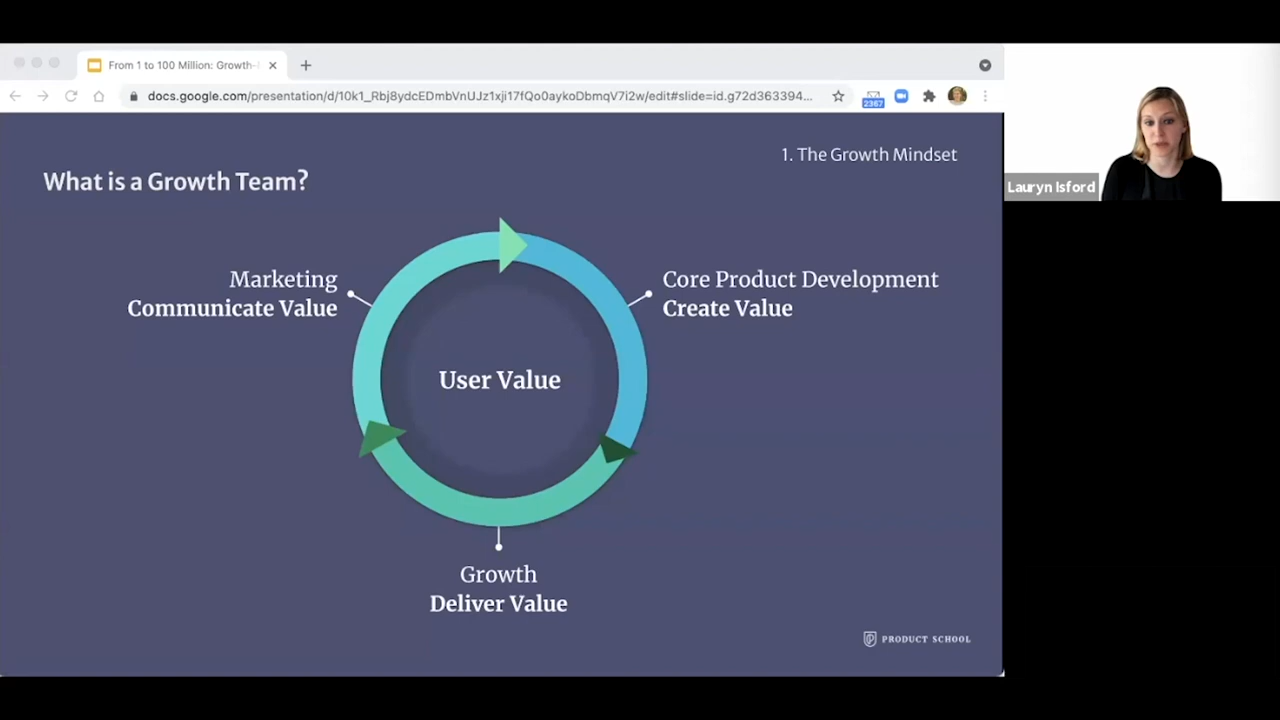 From 1 to 100 Million: Growth-
docs.google.com/presentation/d/10k1_Rbj8ydcEDmbVnUJz1xji17fQo0aykoDbmqV7i2w/edit#slide=id.g72d363394...
2367
1. The Growth Mindset
What is a Growth Team?
Lauryn Isford
Marketing
Communicate Value
Core Product Development
Create Value
User Value
Growth
Deliver Value
PRODUCT SCHOOL